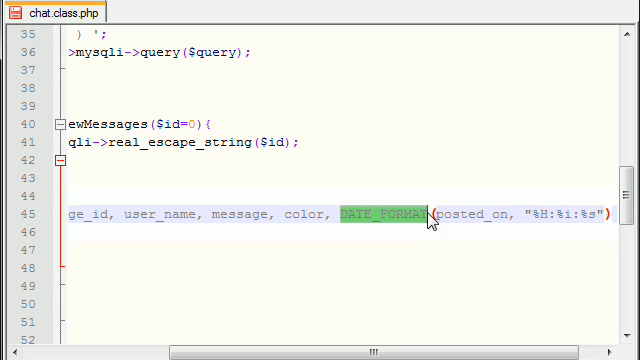 chat.class.php
35 ) ';
36 >mysqli->query($query);
37
38
39
40 ewMessages($id=0){
41 qli->real_escape_string($id);
42
43
44
45 ge_id, user_name, message, color, DATE_FORMAT(posted_on, "%H:%i:%s")
46
47
48
49
50
51
52